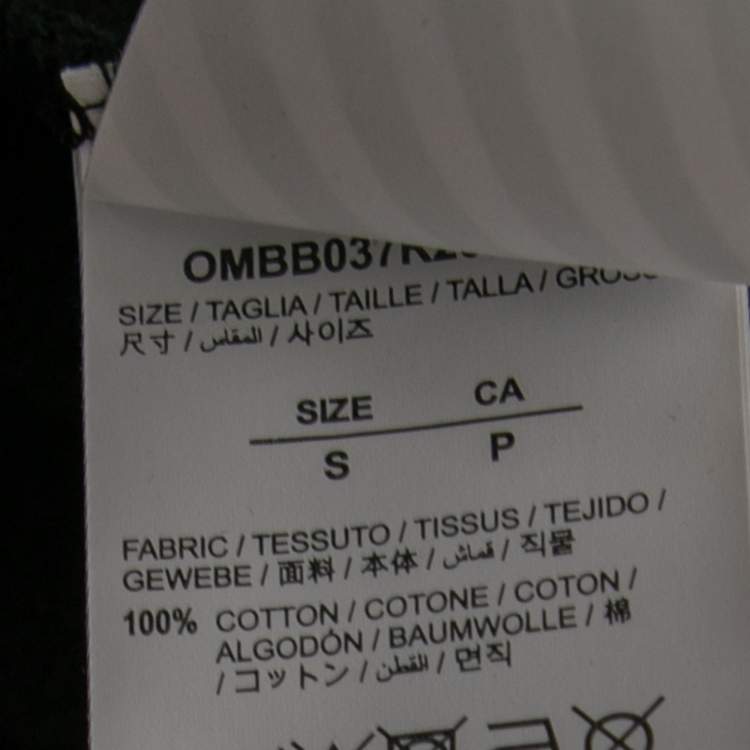 OMBB037R2
SIZE / TAGLIA / TAILLE / TALLA /
尺寸 / المقاس / 사이즈
SIZE CA
S P
FABRIC / TESSUTO / TISSUS / TEJIDO /
GEWEBE / 面料 / 本体 / قماش / 직물
100% COTTON / COTONE / COTON /
ALGODÓN / BAUMWOLLE / 棉
/ コットン / القطن / 면직